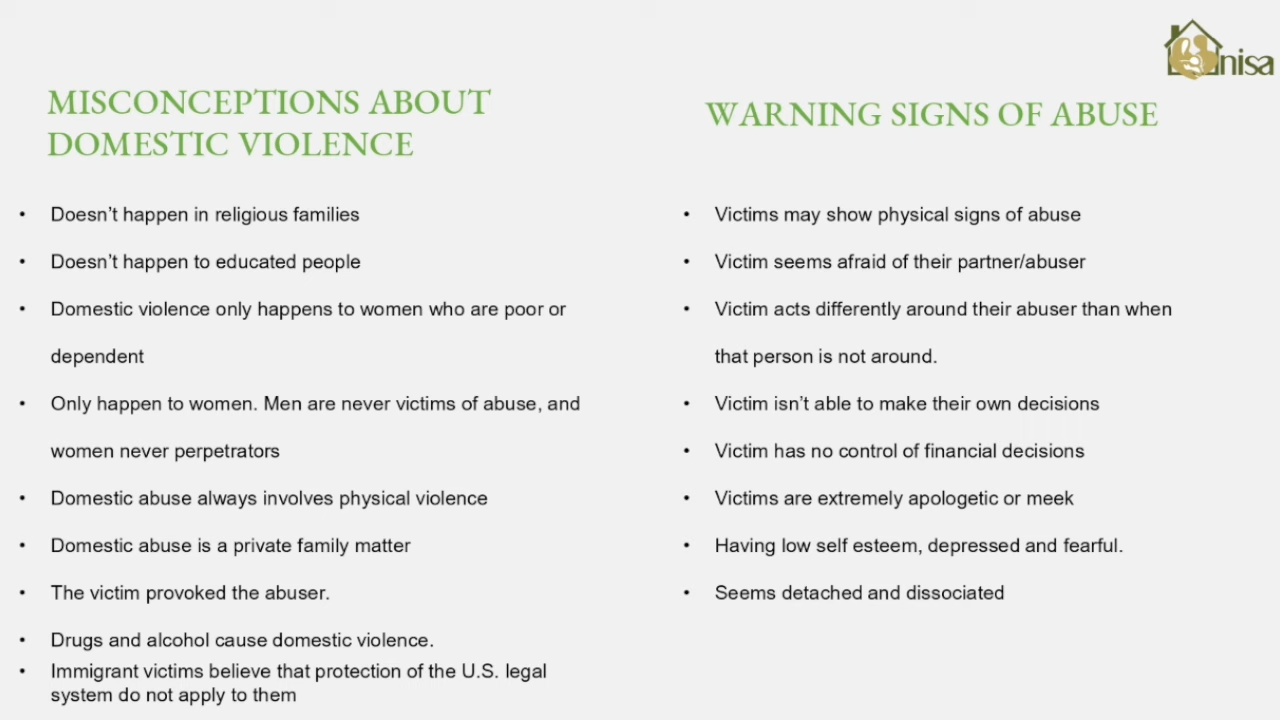 nisa
MISCONCEPTIONS ABOUT
DOMESTIC VIOLENCE
• Doesn’t happen in religious families
• Doesn’t happen to educated people
• Domestic violence only happens to women who are poor or
dependent
• Only happen to women. Men are never victims of abuse, and
women never perpetrators
• Domestic abuse always involves physical violence
• Domestic abuse is a private family matter
• The victim provoked the abuser.
• Drugs and alcohol cause domestic violence.
• Immigrant victims believe that protection of the U.S. legal
system do not apply to them
WARNING SIGNS OF ABUSE
• Victims may show physical signs of abuse
• Victim seems afraid of their partner/abuser
• Victim acts differently around their abuser than when
that person is not around.
• Victim isn’t able to make their own decisions
• Victim has no control of financial decisions
• Victims are extremely apologetic or meek
• Having low self esteem, depressed and fearful.
• Seems detached and dissociated